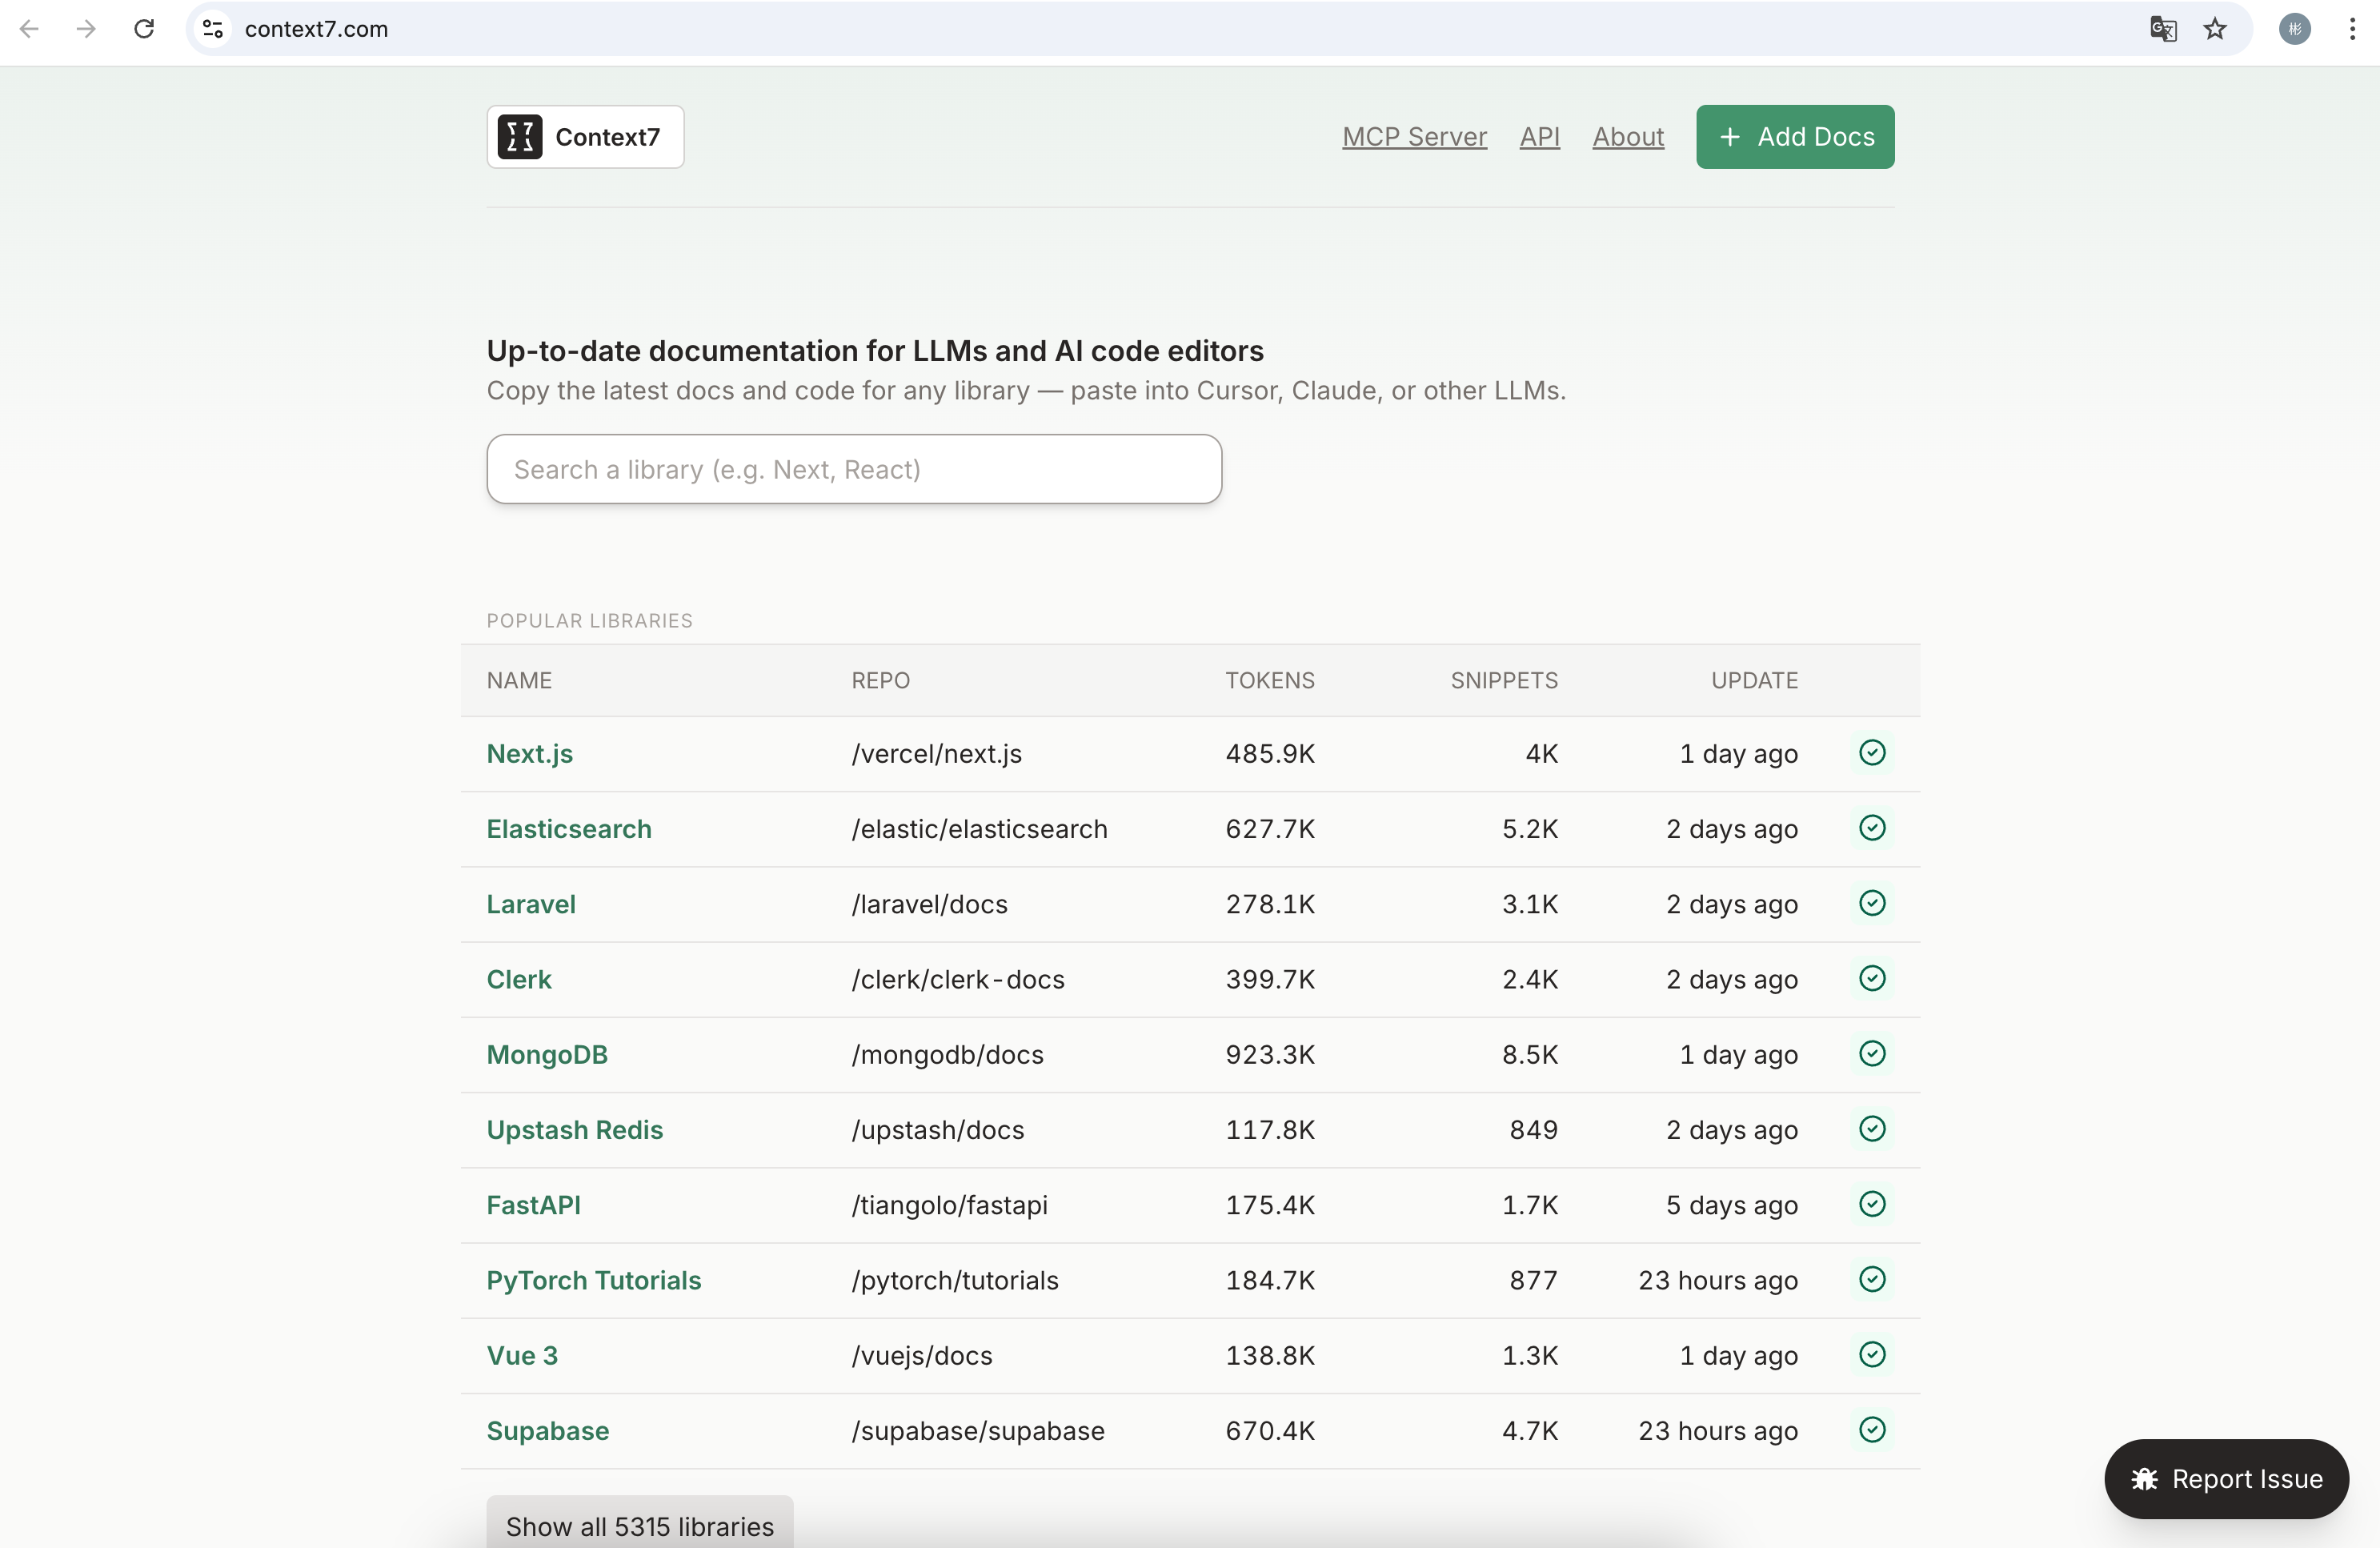 context7.com
彬
Context7
MCP Server API About + Add Docs
Up-to-date documentation for LLMs and AI code editors
Copy the latest docs and code for any library — paste into Cursor, Claude, or other LLMs.
Search a library (e.g. Next, React)
POPULAR LIBRARIES
NAME REPO TOKENS SNIPPETS UPDATE
Next.js /vercel/next.js 485.9K 4K 1 day ago
Elasticsearch /elastic/elasticsearch 627.7K 5.2K 2 days ago
Laravel /laravel/docs 278.1K 3.1K 2 days ago
Clerk /clerk/clerk-docs 399.7K 2.4K 2 days ago
MongoDB /mongodb/docs 923.3K 8.5K 1 day ago
Upstash Redis /upstash/docs 117.8K 849 2 days ago
FastAPI /tiangolo/fastapi 175.4K 1.7K 5 days ago
PyTorch Tutorials /pytorch/tutorials 184.7K 877 23 hours ago
Vue 3 /vuejs/docs 138.8K 1.3K 1 day ago
Supabase /supabase/supabase 670.4K 4.7K 23 hours ago
Report Issue
Show all 5315 libraries